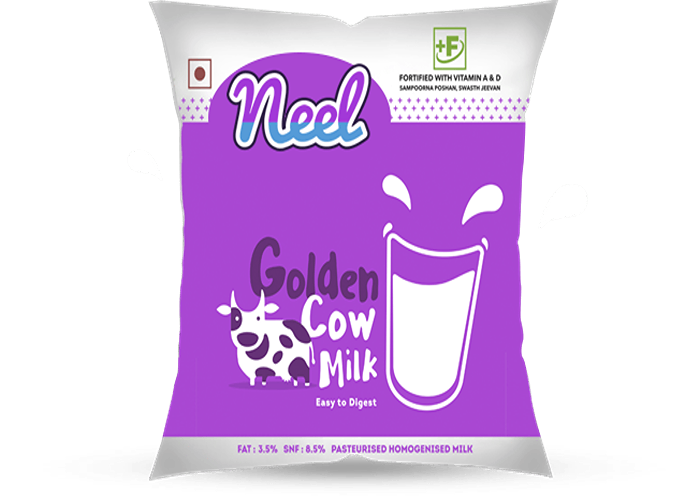 Neel
+F
FORTIFIED WITH VITAMIN A & D
SAMPOORNA POSHAN, SWASTH JEEVAN
Golden
Cow
Milk
Easy to Digest
FAT : 3.5% SNF : 8.5% PASTEURISED HOMOGENISED MILK